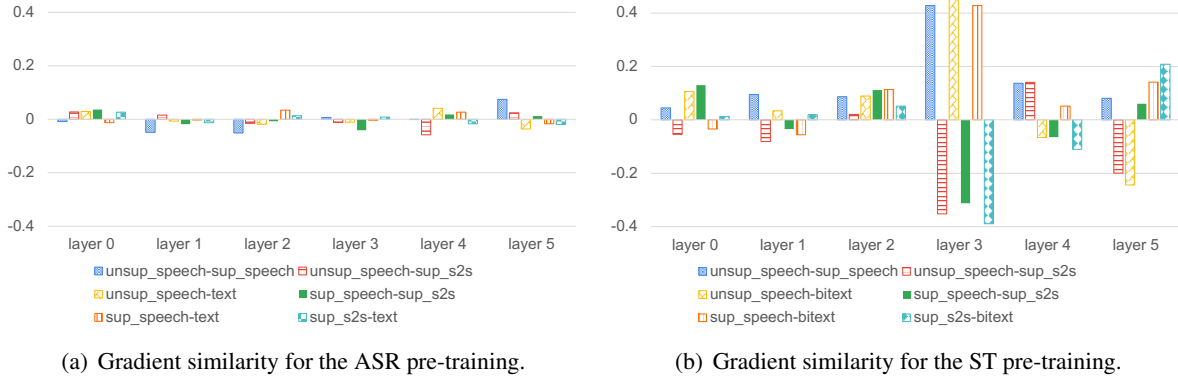 0.4
0.2
0
-0.2
-0.4
layer 0 layer 1 layer 2 layer 3 layer 4 layer 5
unsup_speech-sup_speech unsup_speech-sup_s2s
unsup_speech-text sup_speech-sup_s2s
sup_speech-text sup_s2s-text
(a) Gradient similarity for the ASR pre-training.
0.4
0.2
0
-0.2
-0.4
layer 0 layer 1 layer 2 layer 3 layer 4 layer 5
unsup_speech-sup_speech unsup_speech-sup_s2s
unsup_speech-bitext sup_speech-sup_s2s
sup_speech-bitext sup_s2s-bitext
(b) Gradient similarity for the ST pre-training.